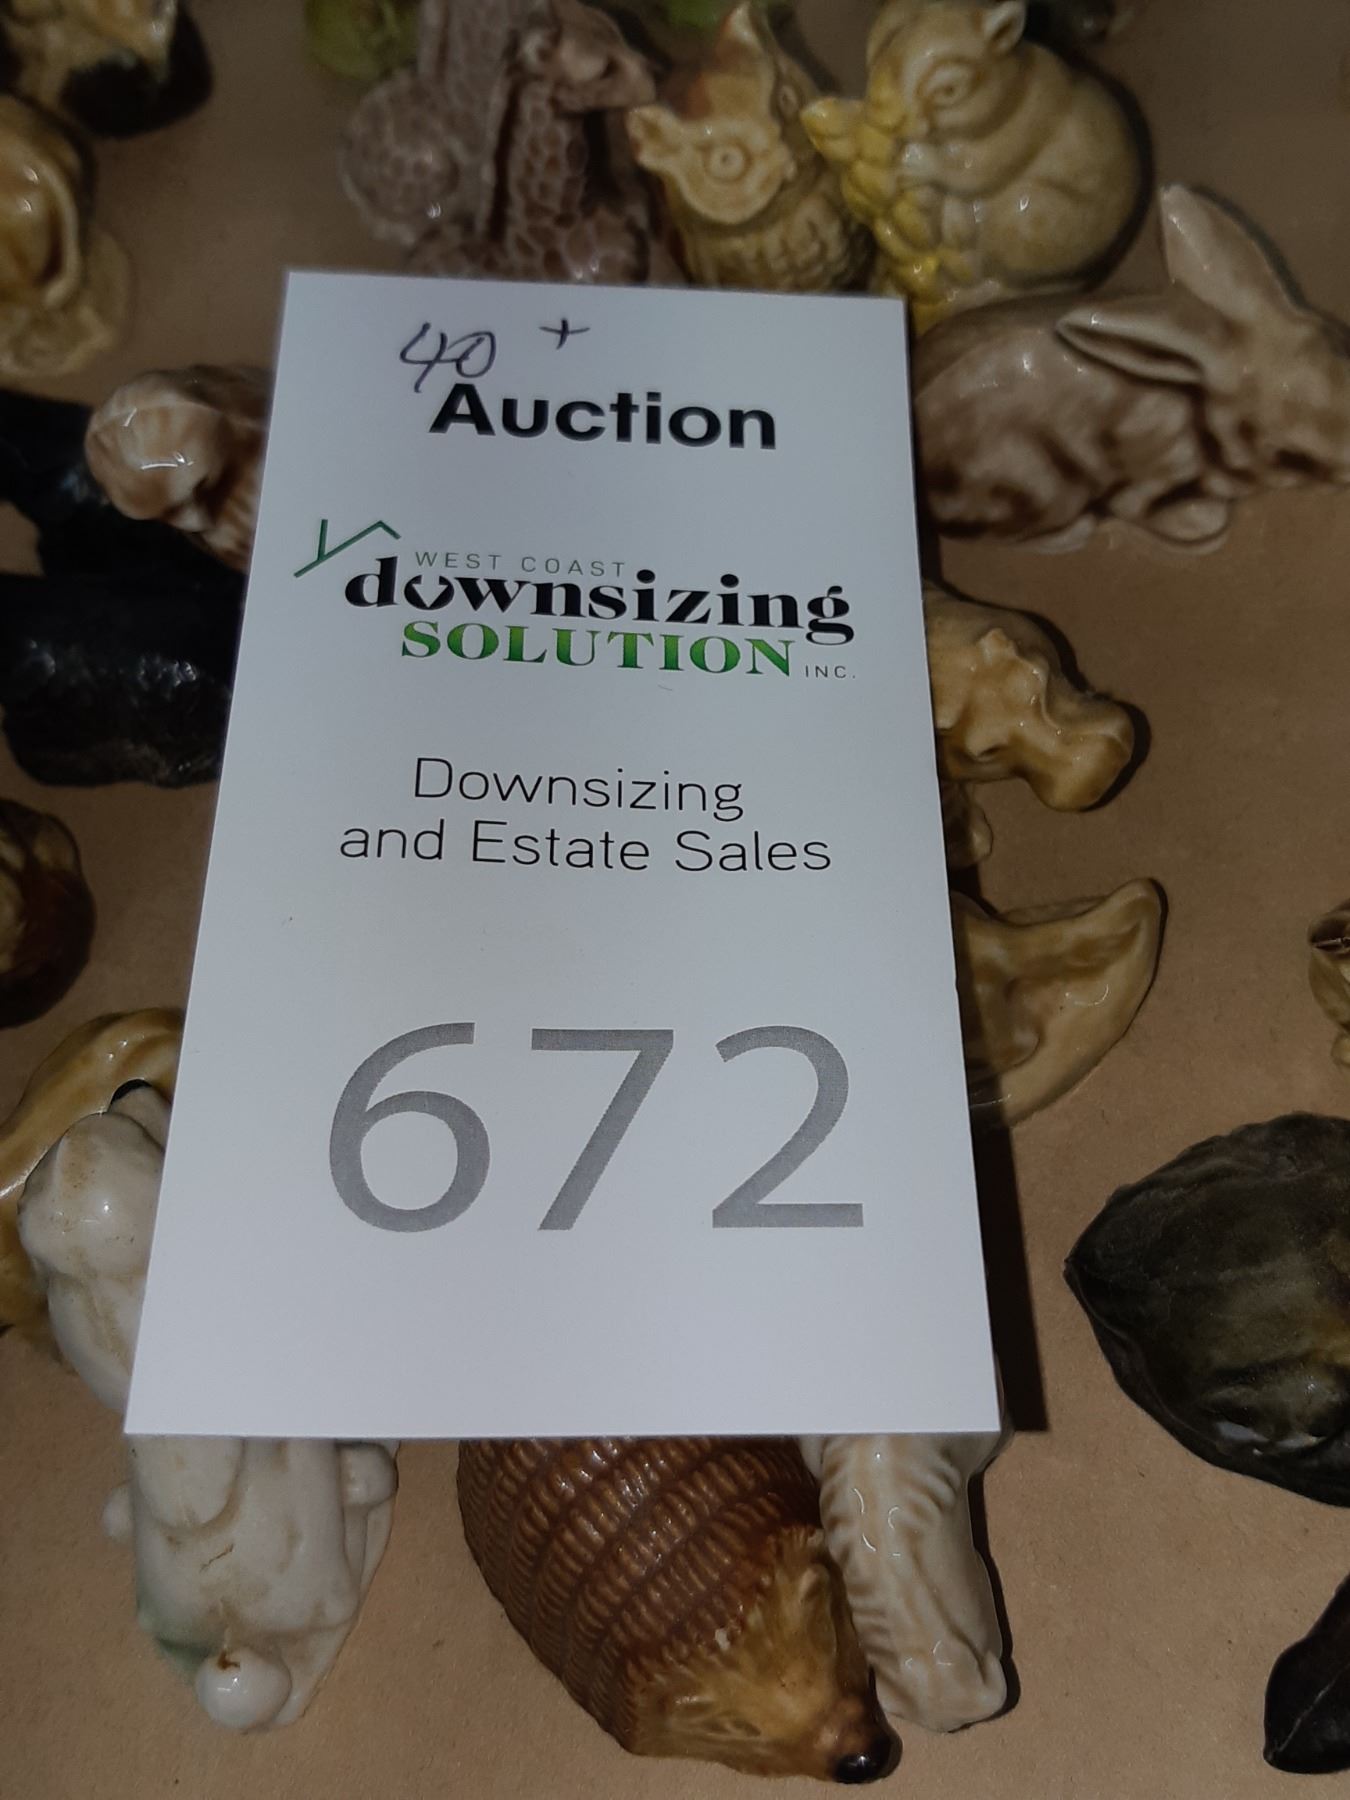 40 +
Auction
WEST COAST
downsizing
SOLUTION INC.
Downsizing
and Estate Sales
672